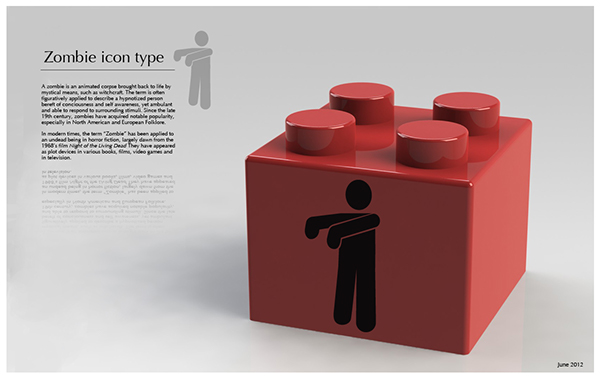 Zombie icon type
A zombie is an animated corpse brought back to life by
mystical means, such as witchcraft. The term is often
figuratively applied to describe a hypnotized person
bereft of conciousness and self awareness, yet ambulant
and able to respond to surrounding stimuli. Since the late
19th century, zombies have acquired notable popularity,
especially in North American and European Folklore.
In modern times, the term "Zombie" has been applied to
an undead being in horror fiction, largely dawn from the
1968's film Night of the Living Dead They have appeared
as plot devices in various books, films, video games and
in television.
June 2012